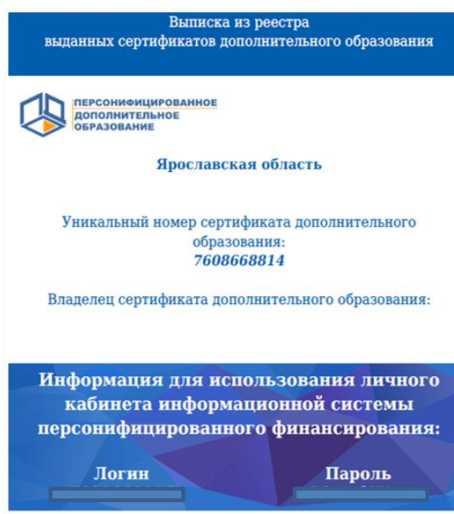 Выписка из реестра
выданных сертификатов дополнительного образования
ПЕРСОНИФИЦИРОВАННОЕ
ДОПОЛНИТЕЛЬНОЕ
ОБРАЗОВАНИЕ
Ярославская область
Уникальный номер сертификата дополнительного
образования:
7608668814
Владелец сертификата дополнительного образования:
Информация для использования личного
кабинета информационной системы
персонифицированного финансирования:
Логин Пароль